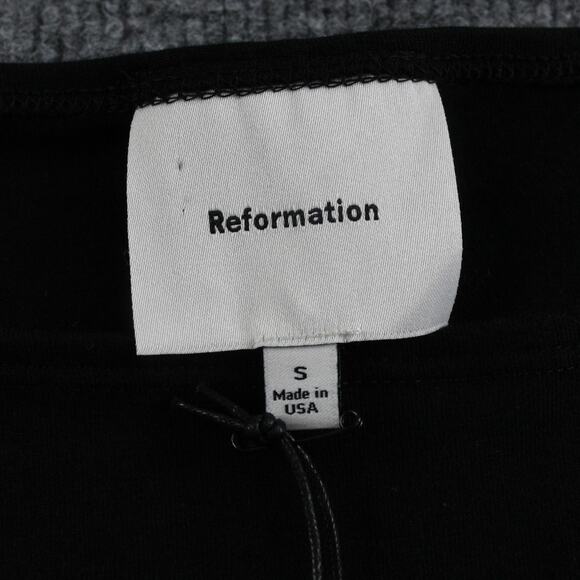 Reformation
S
Made in
USA